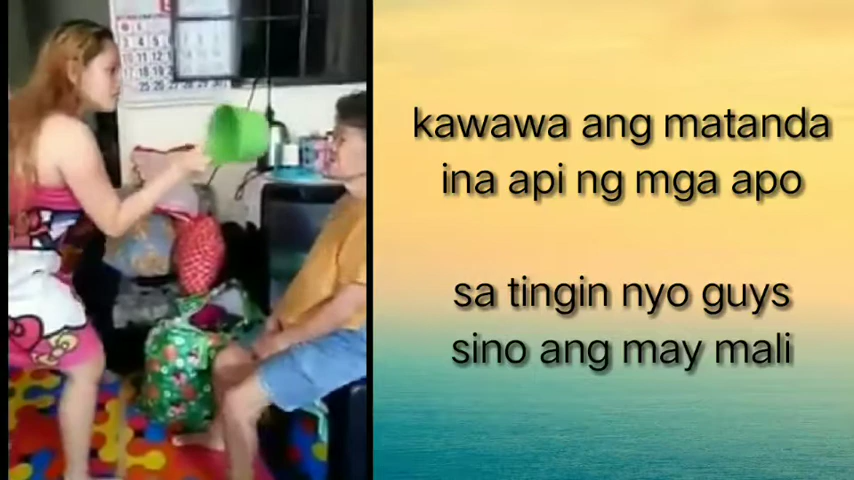 kawawa ang matanda
ina api ng mga apo
sa tingin nyo guys
sino ang may mali